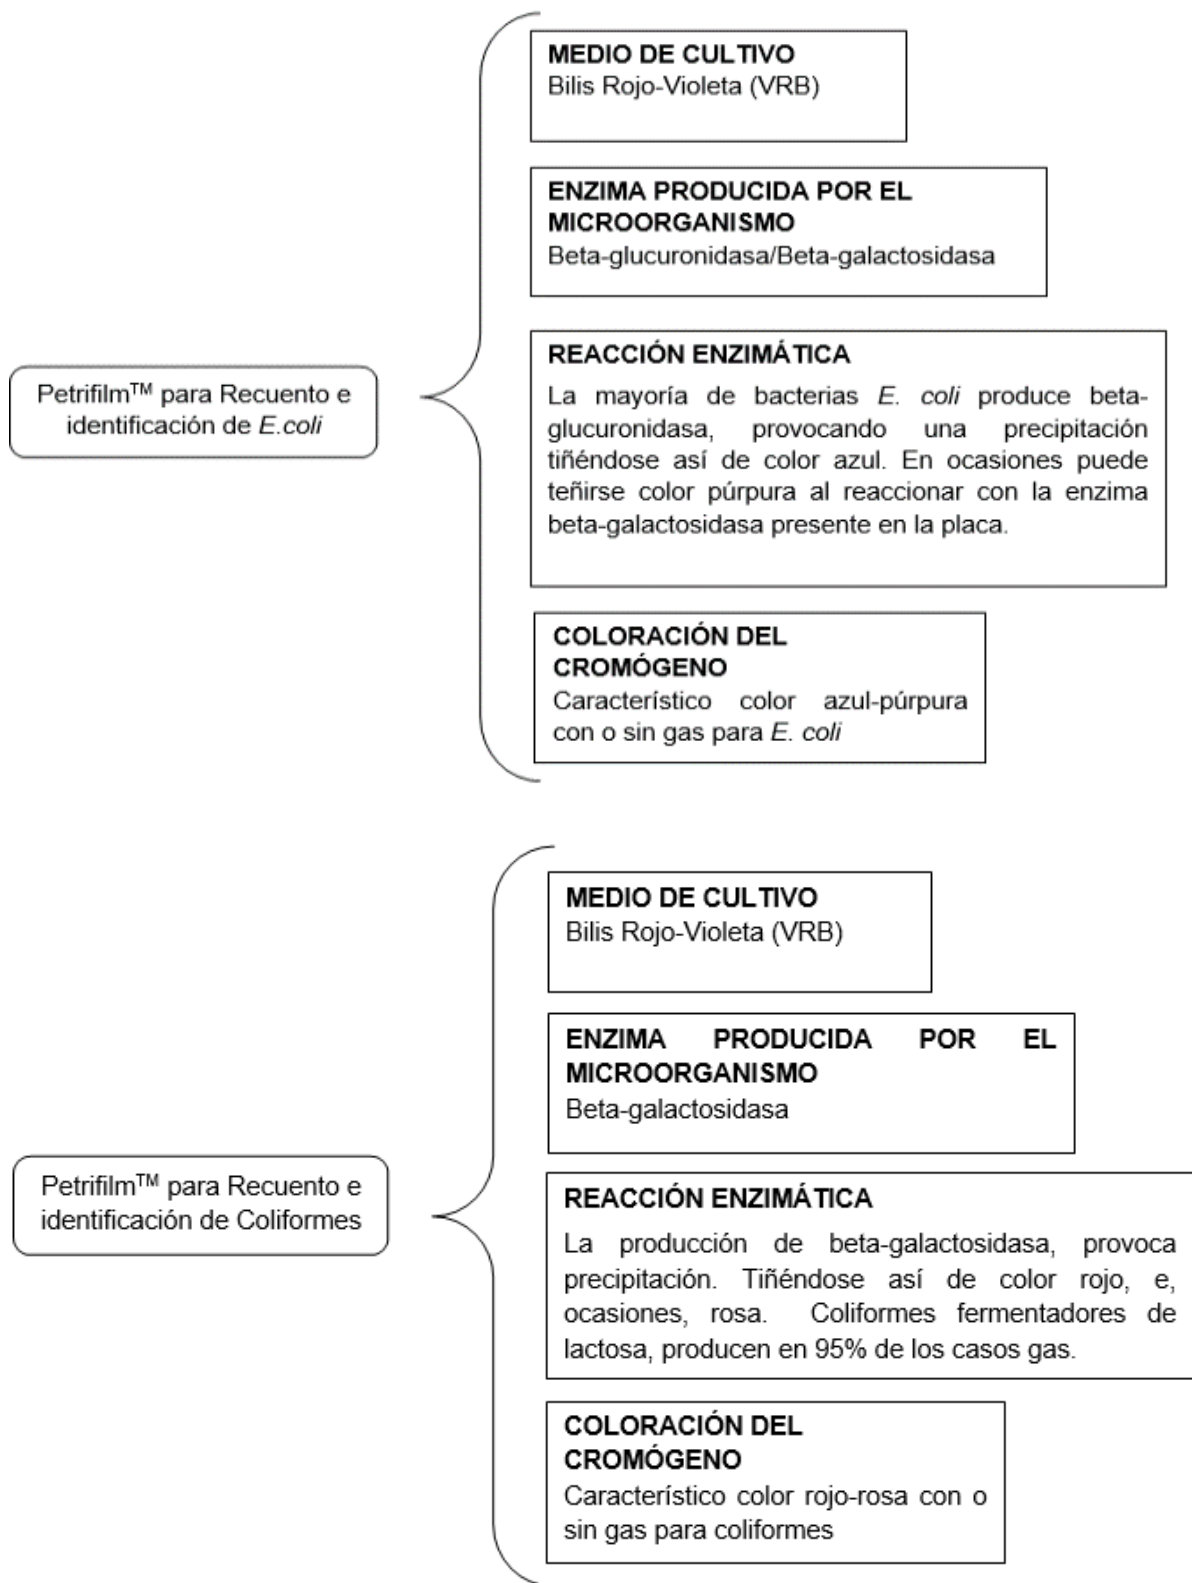 MEDIO DE CULTIVO
Bilis Rojo-Violeta (VRB)
ENZIMA PRODUCIDA POR EL
MICROORGANISMO
Beta-glucuronidasa/Beta-galactosidasa
Petrifilm™ para Recuento e
identificación de E.coli
REACCIÓN ENZIMÁTICA
La mayoría de bacterias E. coli produce beta-
glucuronidasa, provocando una precipitación
tiñéndose así de color azul. En ocasiones puede
teñirse color púrpura al reaccionar con la enzima
beta-galactosidasa presente en la placa.
COLORACIÓN DEL
CROMÓGENO
Característico color azul-púrpura
con o sin gas para E. coli
MEDIO DE CULTIVO
Bilis Rojo-Violeta (VRB)
ENZIMA PRODUCIDA POR EL
MICROORGANISMO
Beta-galactosidasa
Petrifilm™ para Recuento e
identificación de Coliformes
REACCIÓN ENZIMÁTICA
La producción de beta-galactosidasa, provoca
precipitación. Tiñéndose así de color rojo, e,
ocasiones, rosa. Coliformes fermentadores de
lactosa, producen en 95% de los casos gas.
COLORACIÓN DEL
CROMÓGENO
Característico color rojo-rosa con o
sin gas para coliformes